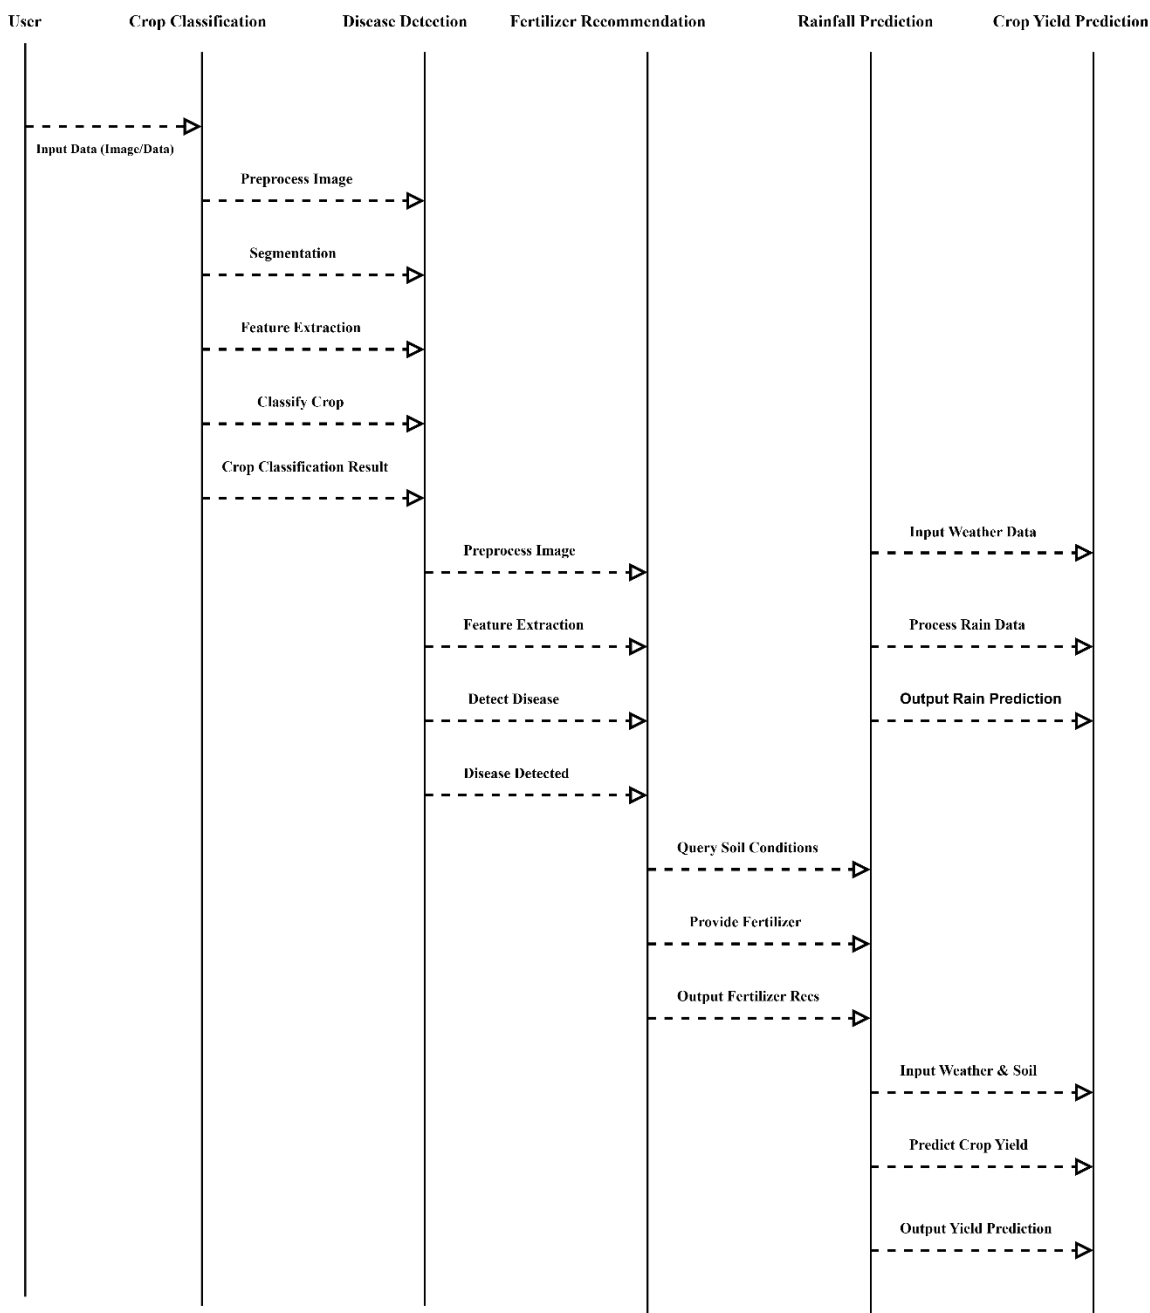 User
Crop Classification
Disease Detection
Fertilizer Recommendation
Rainfall Prediction
Crop Yield Prediction
Input Data (Image/Data)
Preprocess Image
Segmentation
Feature Extraction
Classify Crop
Crop Classification Result
Input Weather Data
Preprocess Image
Feature Extraction
Process Rain Data
Detect Disease
Output Rain Prediction
Disease Detected
Query Soil Conditions
Provide Fertilizer
Output Fertilizer Recs
Input Weather & Soil
Predict Crop Yield
Output Yield Prediction